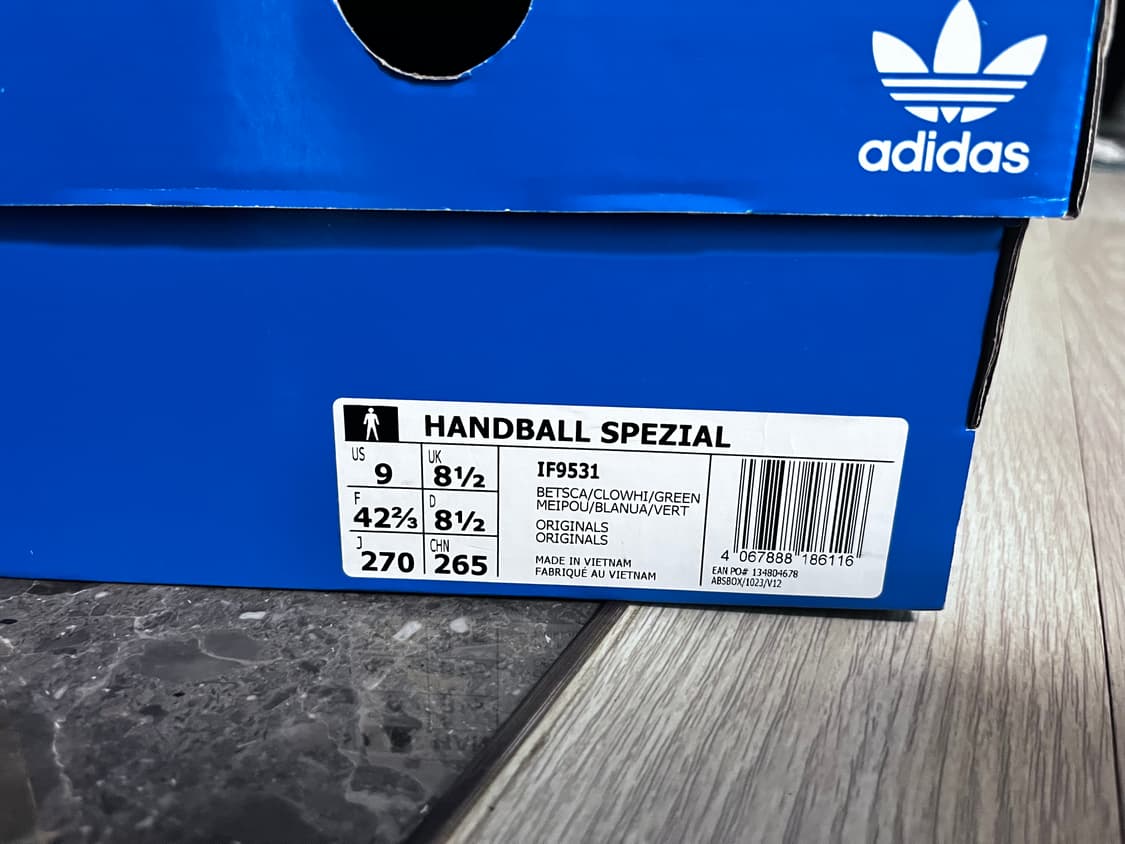 adidas
HANDBALL SPEZIAL
US
9
UK
8½
F
42⅔
D
8½
J
270
CHN
265
IF9531
BETSCA/CLOWHI/GREEN
MEIPOU/BLANUA/VERT
ORIGINALS
ORIGINALS
MADE IN VIETNAM
FABRIQUÉ AU VIETNAM
4 067888 186116
EAN PO# 134804678
ABSBOX/1023/V12